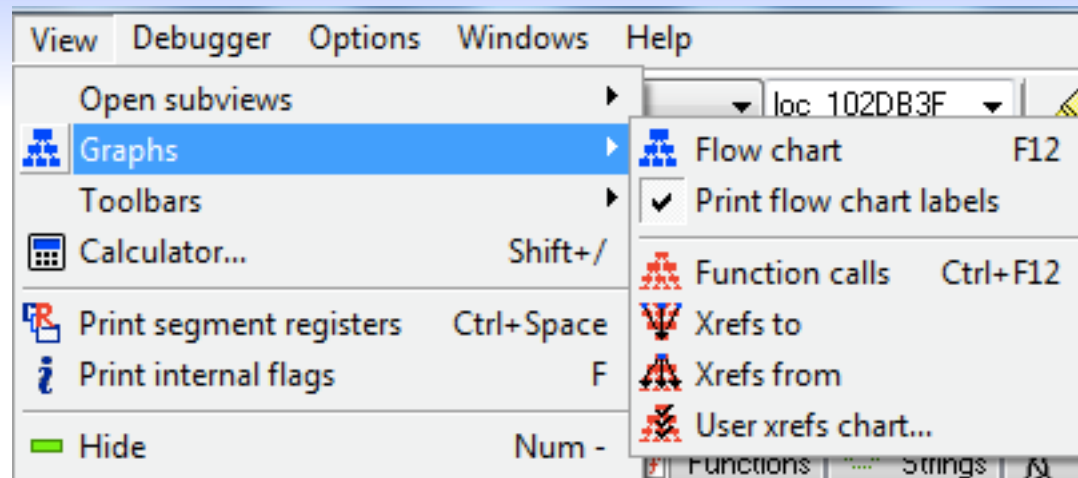 View Debugger Options Windows Help
Open subviews
loc_102DB3F
Graphs
Flow chart F12
Toolbars
Print flow chart labels
Calculator... Shift+/
Function calls Ctrl+F12
Print segment registers Ctrl+Space
Xrefs to
Print internal flags F
Xrefs from
User xrefs chart...
Hide Num -
Functions Strings